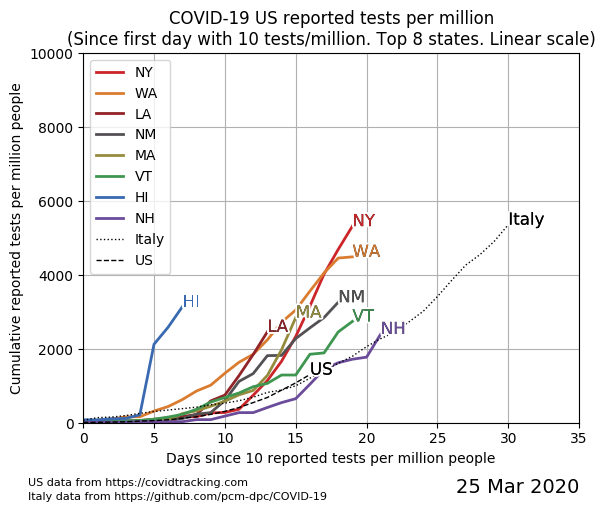 COVID-19 US reported tests per million
(Since first day with 10 tests/million. Top 8 states. Linear scale)
Cumulative reported tests per million people
10000
8000
6000
4000
2000
0
NY
WA
LA
NM
MA
VT
HI
NH
Italy
US
NY
Italy
WA
HI
NM
MA
LA
VT
NH
US
0 5 10 15 20 25 30 35
Days since 10 reported tests per million people
US data from https://covidtracking.com
Italy data from https://github.com/pcm-dpc/COVID-19
25 Mar 2020